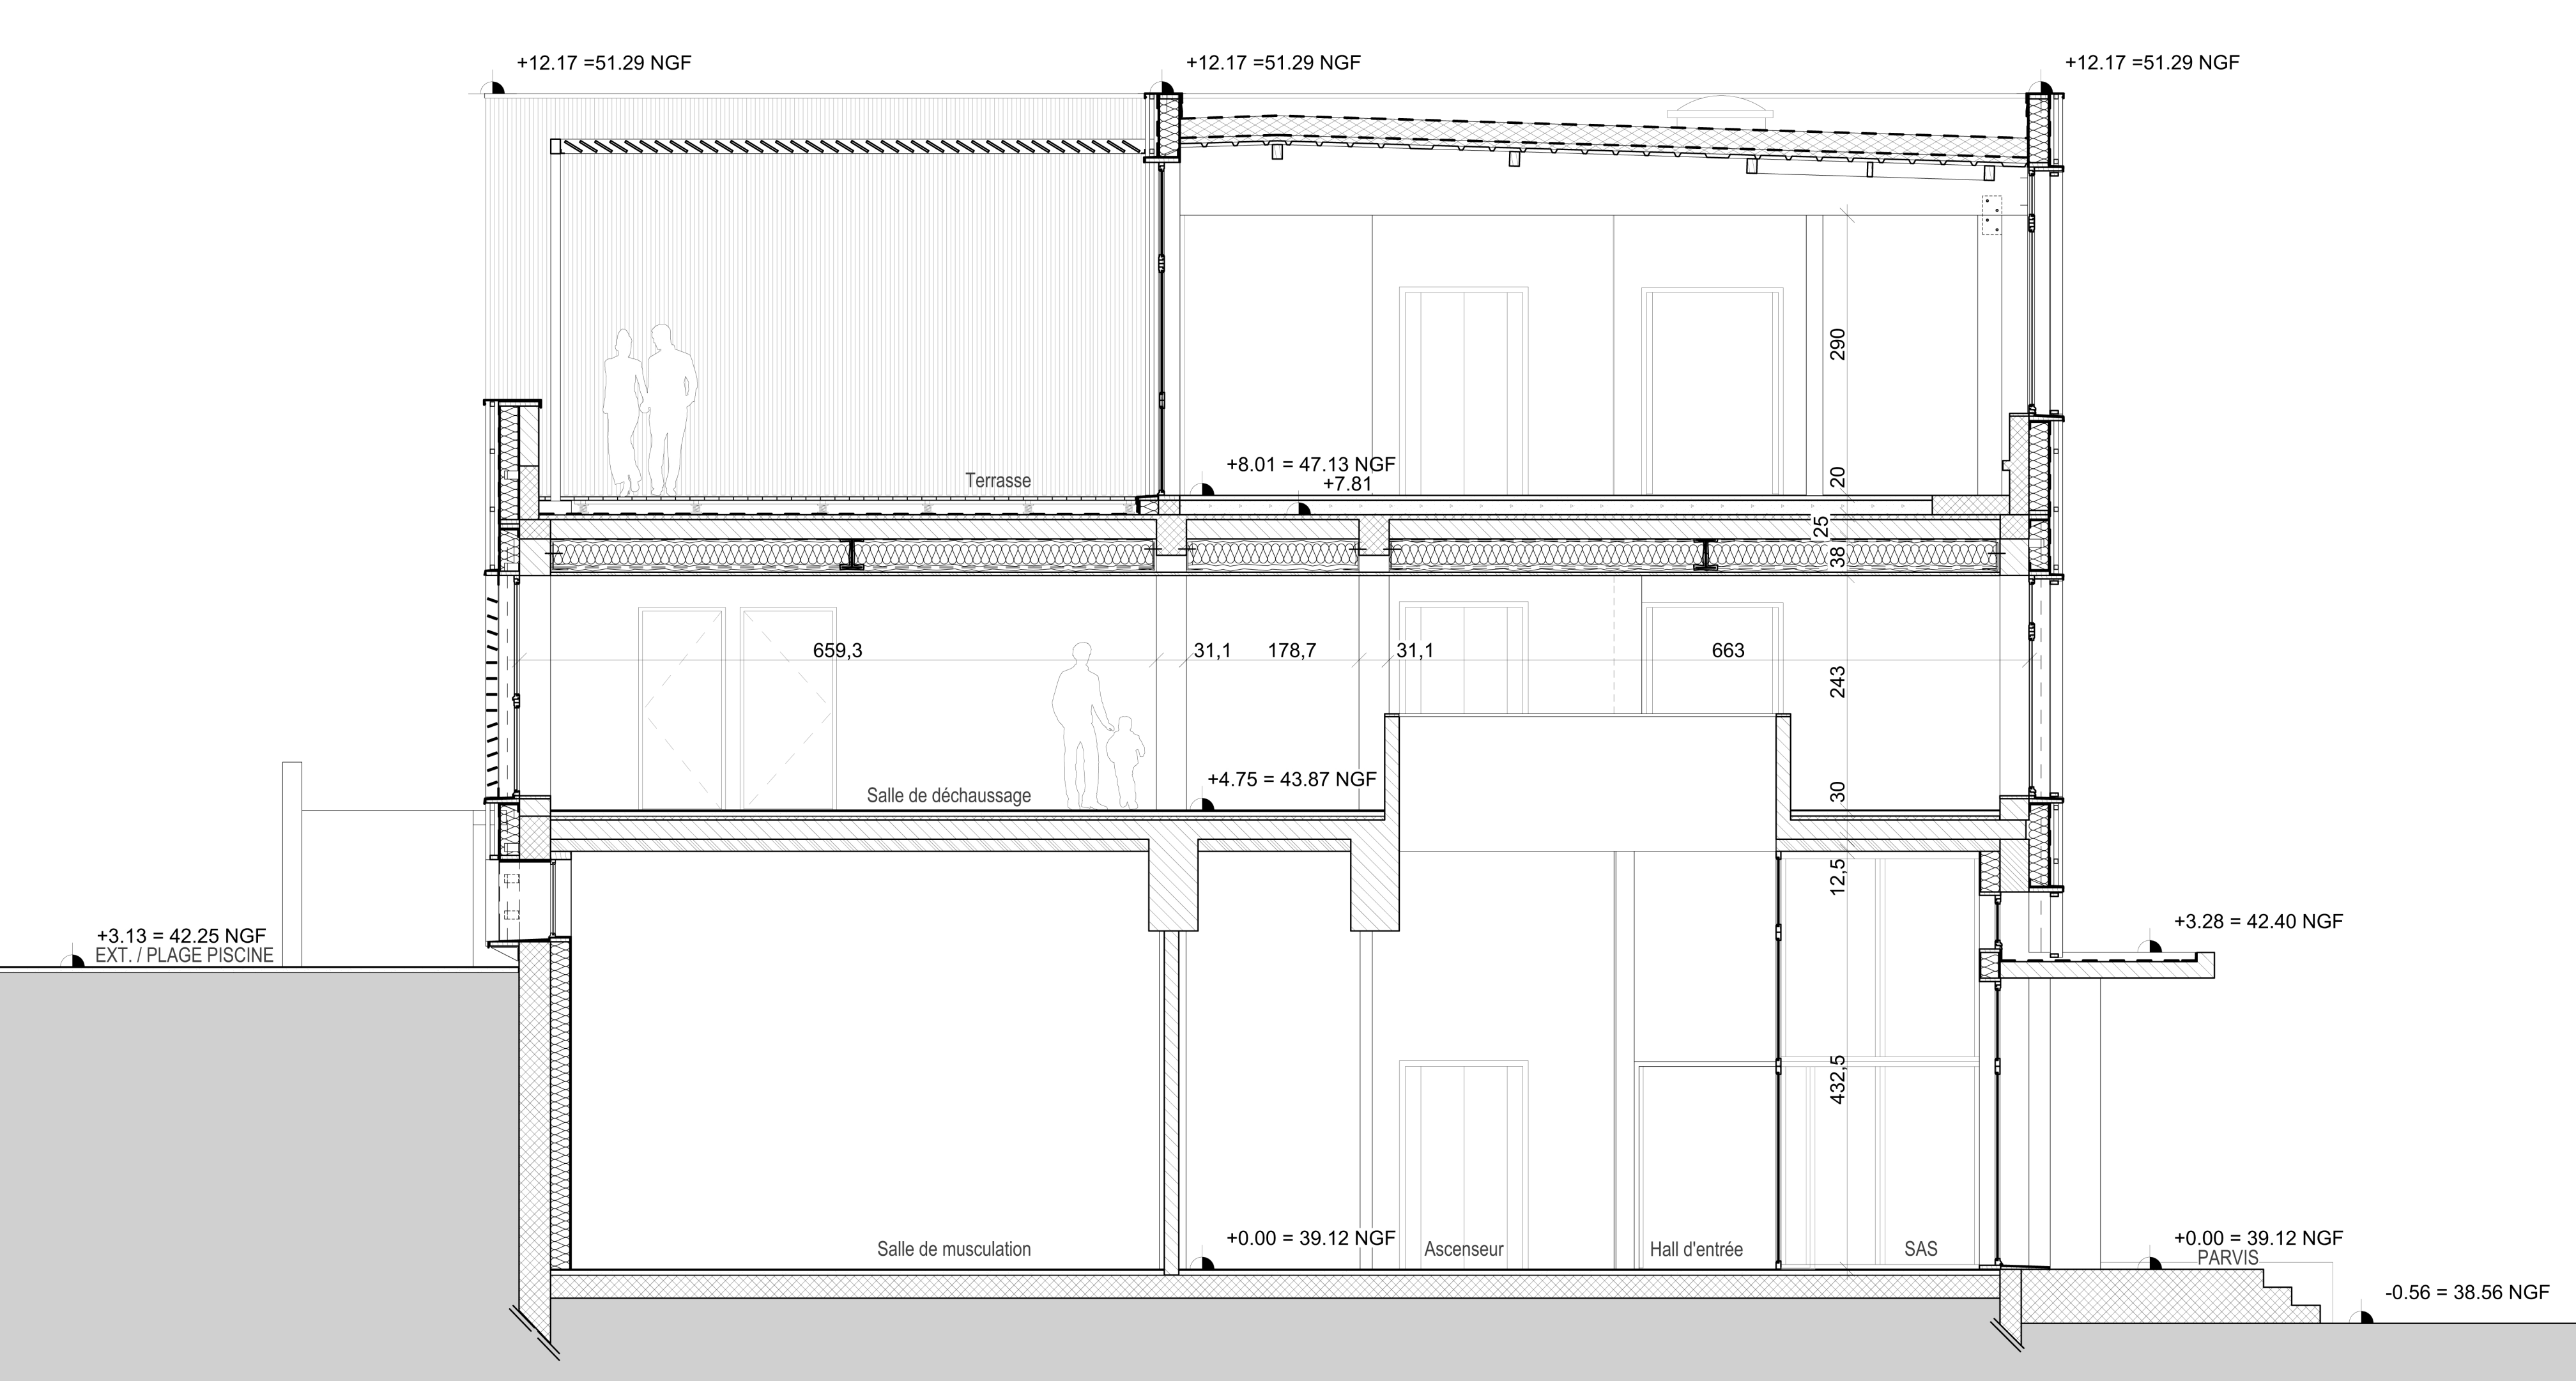 +12.17 =51.29 NGF
+12.17 =51.29 NGF
+12.17 =51.29 NGF
290
Terrasse
+8.01 = 47.13 NGF
+7.81
20
25
38
659,3
31,1
178,7
31,1
663
243
Salle de déchaussage
+4.75 = 43.87 NGF
30
12,5
+3.13 = 42.25 NGF
EXT. / PLAGE PISCINE
+3.28 = 42.40 NGF
432,5
Salle de musculation
+0.00 = 39.12 NGF
Ascenseur
Hall d'entrée
SAS
+0.00 = 39.12 NGF
PARVIS
-0.56 = 38.56 NGF